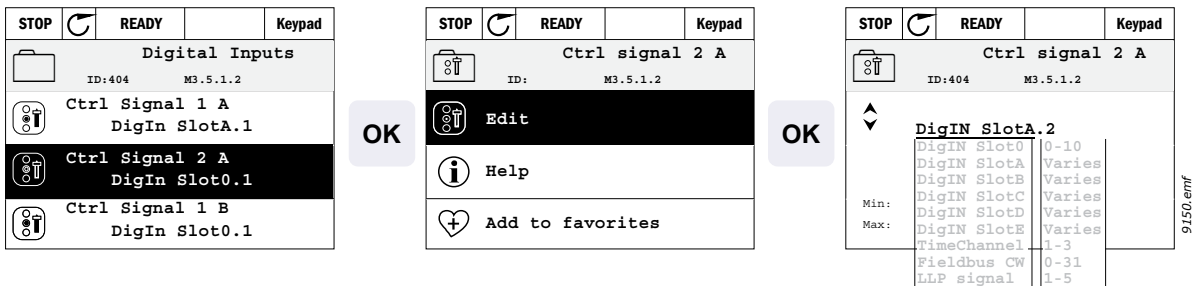 STOP READY Keypad
Digital Inputs
ID:404 M3.5.1.2
Ctrl Signal 1 A
DigIn SlotA.1
Ctrl Signal 2 A
DigIn Slot0.1
Ctrl Signal 1 B
DigIn Slot0.1
OK
STOP READY Keypad
Ctrl signal 2 A
ID: M3.5.1.2
Edit
Help
Add to favorites
OK
STOP READY Keypad
Ctrl signal 2 A
ID:404 M3.5.1.2
DigIN SlotA.2
DigIN Slot0 0-10
DigIN SlotA Varies
DigIN SlotB Varies
DigIN SlotC Varies
DigIN SlotD Varies
DigIN SlotE Varies
TimeChannel 1-3
Fieldbus CW 0-31
LLP signal 1-5
Min:
Max:
9150.emf